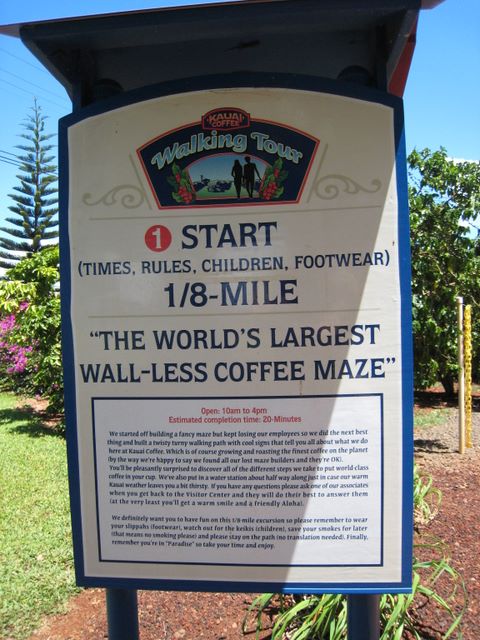 KAUAI
COFFEE
Walking Tour
1 START
(TIMES, RULES, CHILDREN, FOOTWEAR)
1/8-MILE
"THE WORLD'S LARGEST
WALL-LESS COFFEE MAZE"
Open: 10am to 4pm
Estimated completion time: 20-Minutes
We started off building a fancy maze but kept losing our employees so we did the next best
thing and built a twisty turny walking path with cool signs that tell you all about what we do
here at Kauai Coffee. Which is of course growing and roasting the finest coffee on the planet
(by the way we're happy to say we found all our lost maze builders and they're OK).
You'll be pleasantly surprised to discover all of the different steps we take to put world-class
coffee in your cup. We've also put in a water station about half way along just in case our warm
Kauai weather leaves you a bit thirsty. If you have any questions please ask one of our associates
when you get back to the Visitor Center and they will do their best to answer them
(at the very least you'll get a warm smile and a friendly Aloha).
We definitely want you to have fun on this 1/8 mile excursion so please remember to wear
your slippahs (footwear), watch out for the keikis (children), save your smokes for later
(that means no smoking please) and please stay on the path (no translation needed). Finally,
remember you're in "Paradise" so take your time and enjoy.